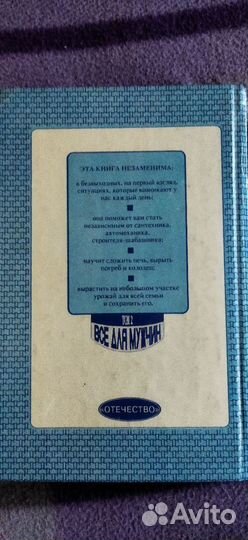 ЭТА КНИГА НЕЗАМЕНИМА:
в безвыходных, на первый взгляд,
ситуациях, которые возникают у
нас каждый день;
она поможет вам стать
независимым от сантехника,
автомеханика,
строителя-шабашника;
научит сложить печь, вырыть
погреб и колодец;
вырастить на небольшом участке
урожай для всей семьи
и сохранить его.
ТОМ 2
ВСЕ ДЛЯ МУЖЧИН
«ОТЕЧЕСТВО»
Avito